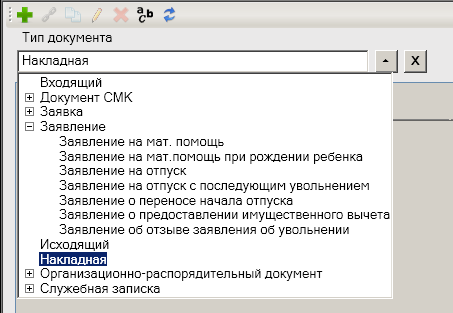 acb
Тип документа
Накладная
X
Входящий
Документ СМК
Заявка
Заявление
Заявление на мат. помощь
Заявление на мат.помощь при рождении ребенка
Заявление на отпуск
Заявление на отпуск с последующим увольнением
Заявление о переносе начала отпуска
Заявление о предоставлении имущественного вычета
Заявление об отзыве заявления об увольнении
Исходящий
Накладная
Организационно-распорядительный документ
Служебная записка